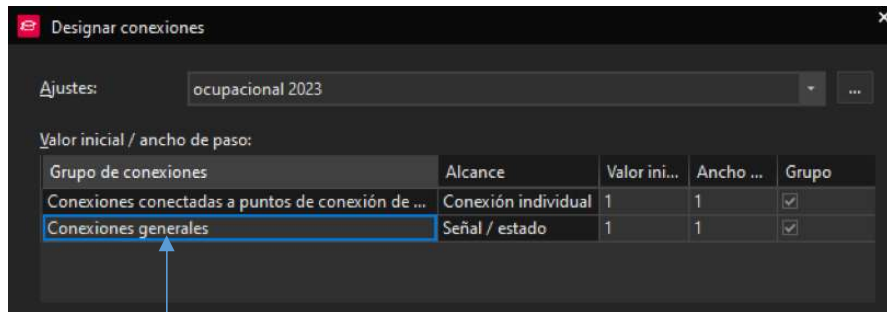 Designar conexiones
Ajustes: ocupacional 2023 ...
Valor inicial / ancho de paso:
Grupo de conexiones Alcance Valor ini... Ancho ... Grupo
Conexiones conectadas a puntos de conexión de ... Conexión individual 1 1
Conexiones generales Señal / estado 1 1